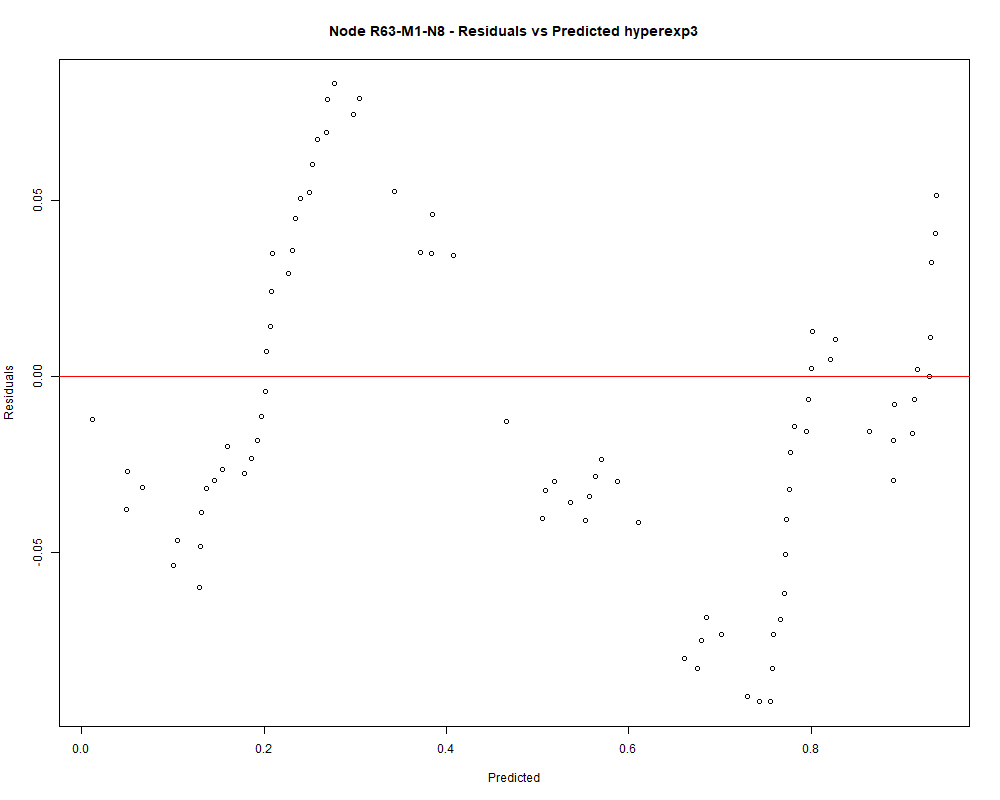 Node R63-M1-N8 - Residuals vs Predicted hyperexp3
Residuals
0.05
0.00
-0.05
0.0 0.2 0.4 0.6 0.8
Predicted